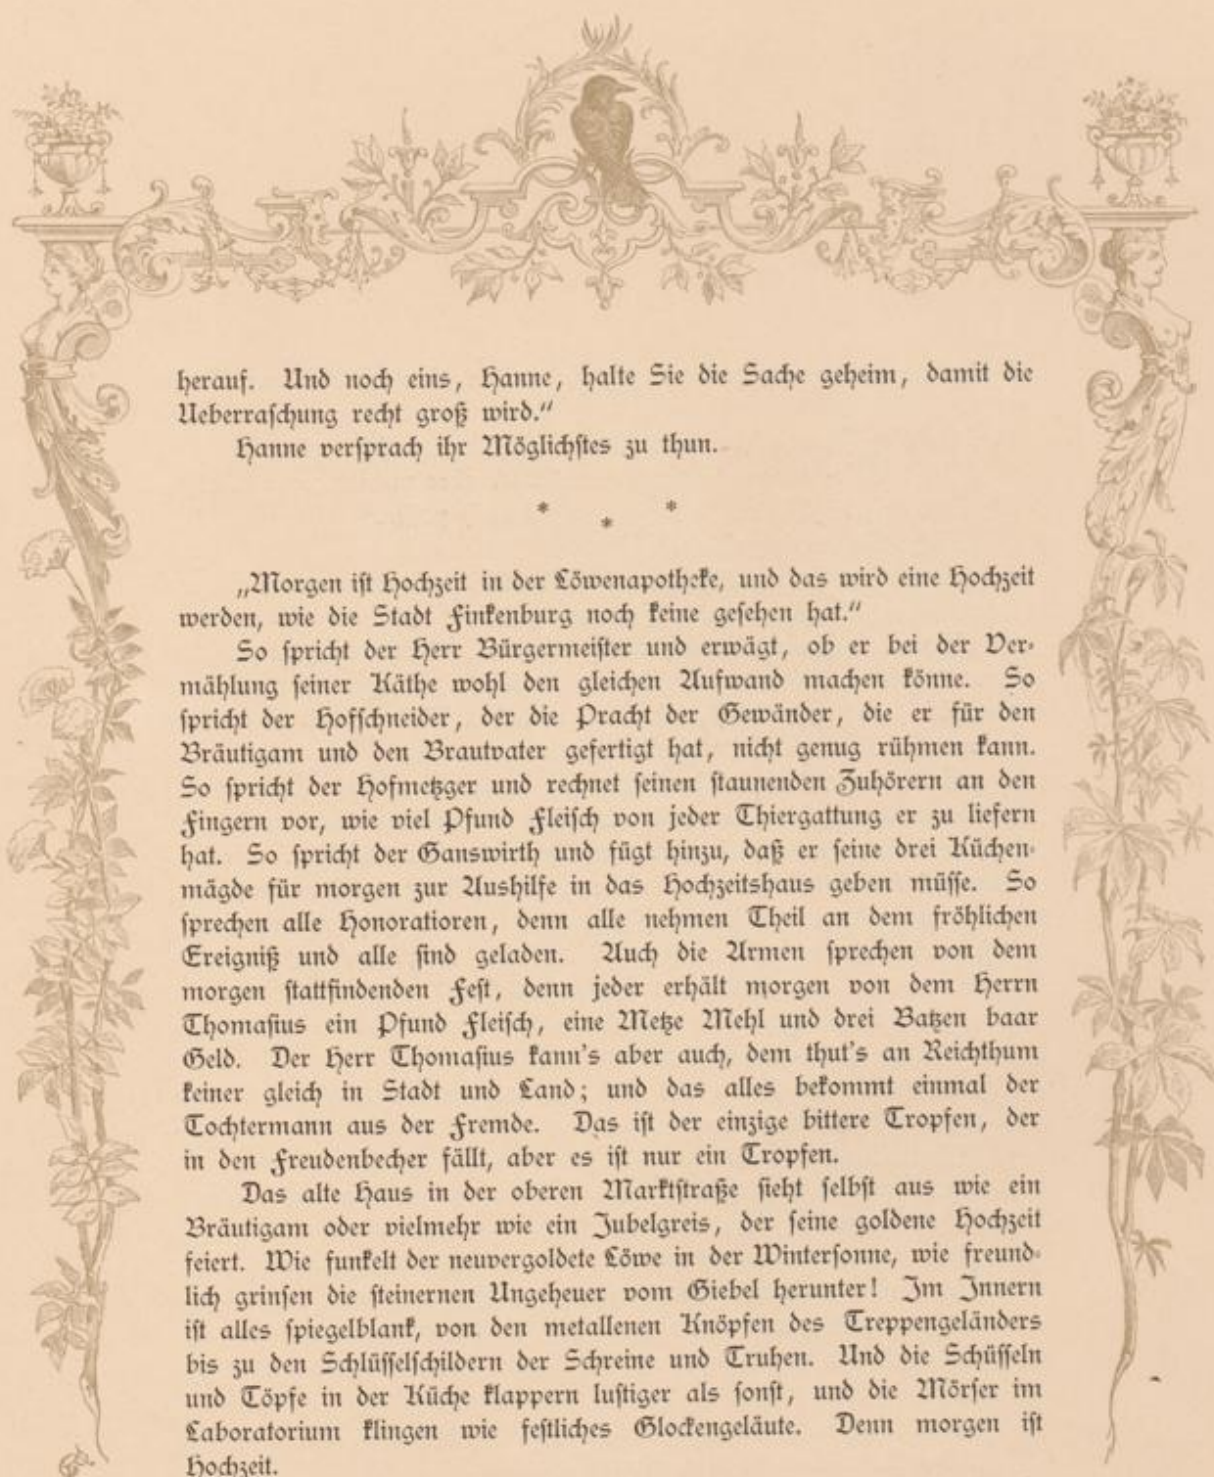 herauf. Und noch eins, Hanne, halte Sie die Sache geheim, damit die
Ueberraschung recht groß wird.“
Hanne versprach ihr Möglichstes zu thun.
* * *
„Morgen ist Hochzeit in der Löwenapotheke, und das wird eine Hochzeit
werden, wie die Stadt Finkenburg noch keine gesehen hat.“
So spricht der Herr Bürgermeister und erwägt, ob er bei der Ver-
mählung seiner Käthe wohl den gleichen Aufwand machen könne. So
spricht der Hofschneider, der die Pracht der Gewänder, die er für den
Bräutigam und den Brautvater gefertigt hat, nicht genug rühmen kann.
So spricht der Hofmetzger und rechnet seinen staunenden Zuhörern an den
Fingern vor, wie viel Pfund Fleisch von jeder Thiergattung er zu liefern
hat. So spricht der Ganswirth und fügt hinzu, daß er seine drei Küchen-
mägde für morgen zur Aushilfe in das Hochzeitshaus geben müsse. So
sprechen alle Honoratioren, denn alle nehmen Theil an dem fröhlichen
Ereigniß und alle sind geladen. Auch die Armen sprechen von dem
morgen stattfindenden Fest, denn jeder erhält morgen von dem Herrn
Thomasius ein Pfund Fleisch, eine Metze Mehl und drei Batzen baar
Geld. Der Herr Thomasius kann's aber auch, dem thut's an Reichthum
keiner gleich in Stadt und Land; und das alles bekommt einmal der
Tochtermann aus der Fremde. Das ist der einzige bittere Tropfen, der
in den Freudenbecher fällt, aber es ist nur ein Tropfen.
Das alte Haus in der oberen Marktstraße sieht selbst aus wie ein
Bräutigam oder vielmehr wie ein Jubelgreis, der seine goldene Hochzeit
feiert. Wie funkelt der neuvergoldete Löwe in der Wintersonne, wie freund-
lich grinsen die steinernen Ungeheuer vom Giebel herunter! Im Innern
ist alles spiegelblank, von den metallenen Knöpfen des Treppengeländers
bis zu den Schlüsselschildern der Schreine und Truhen. Und die Schüsseln
und Töpfe in der Küche klappern lustiger als sonst, und die Mörser im
Laboratorium klingen wie festliches Glockengeläute. Denn morgen ist
Hochzeit.